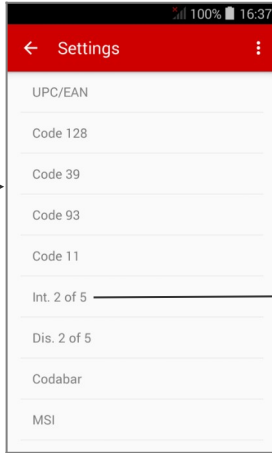 100% 16:37
Settings
UPC/EAN
Code 128
Code 39
Code 93
Code 11
Int. 2 of 5
Dis. 2 of 5
Codabar
MSI